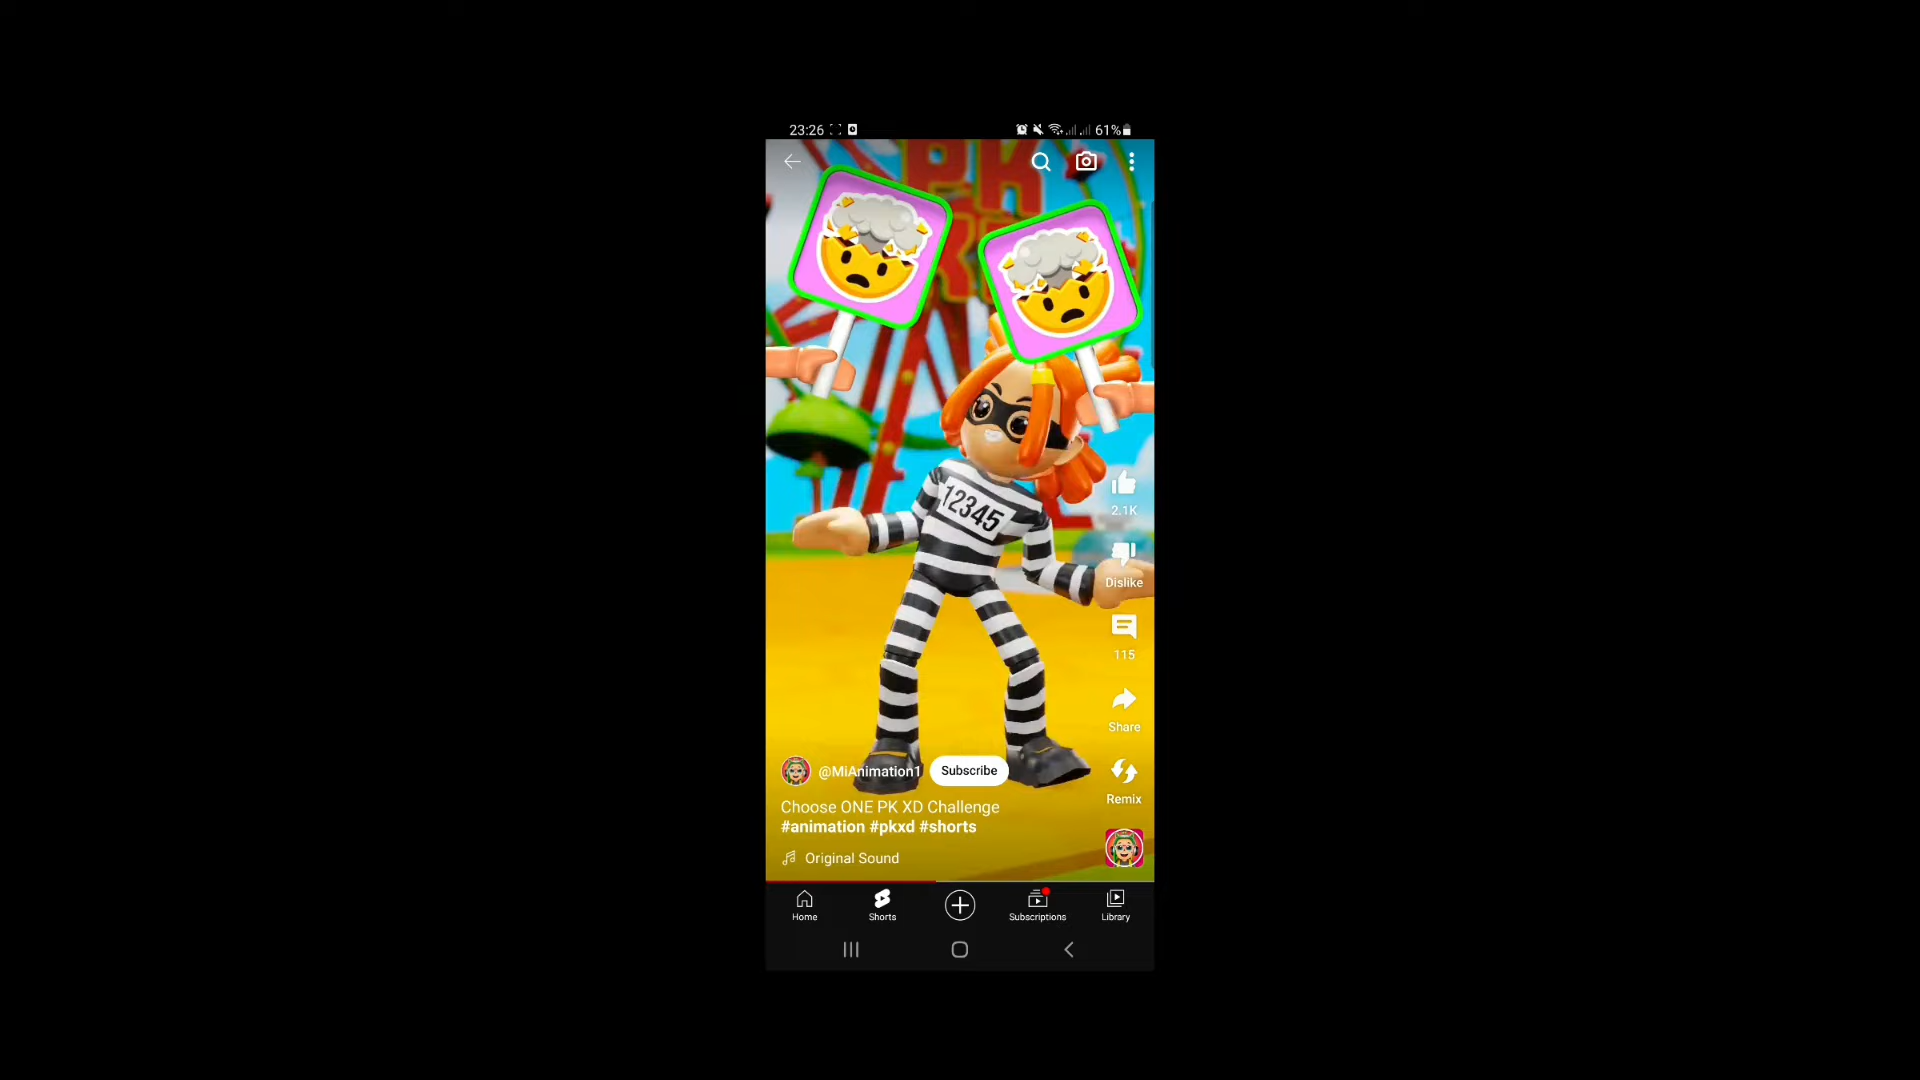 23:26
61%
PK
12345
2.1K
Dislike
115
Share
@MiAnimation1 Subscribe
Remix
Choose ONE PK XD Challenge
#animation #pkxd #shorts
Original Sound
Home Shorts Subscriptions Library